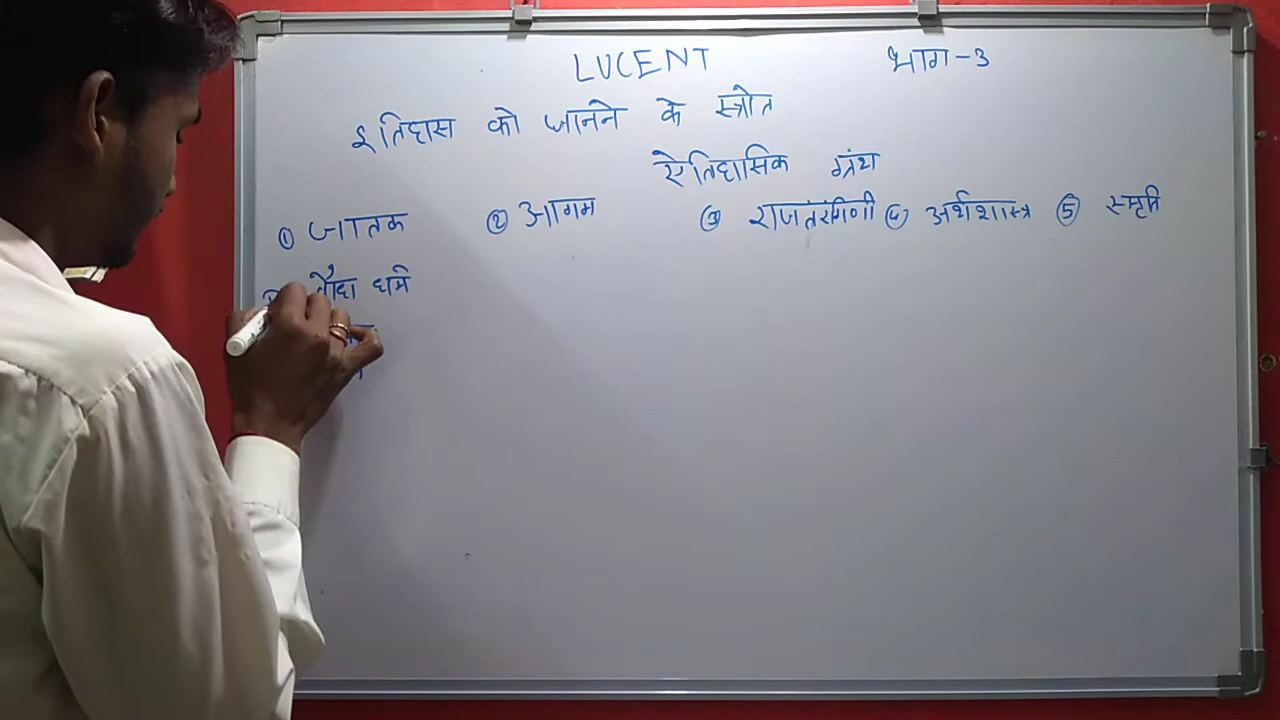 LUCENT भाग-3
इतिहास को जानने के स्त्रोत
ऐतिहासिक ग्रंथ
① जातक ② आगम ③ राजतरंगिणी ④ अर्थशास्त्र ⑤ स्मृति
बौद्ध धर्म